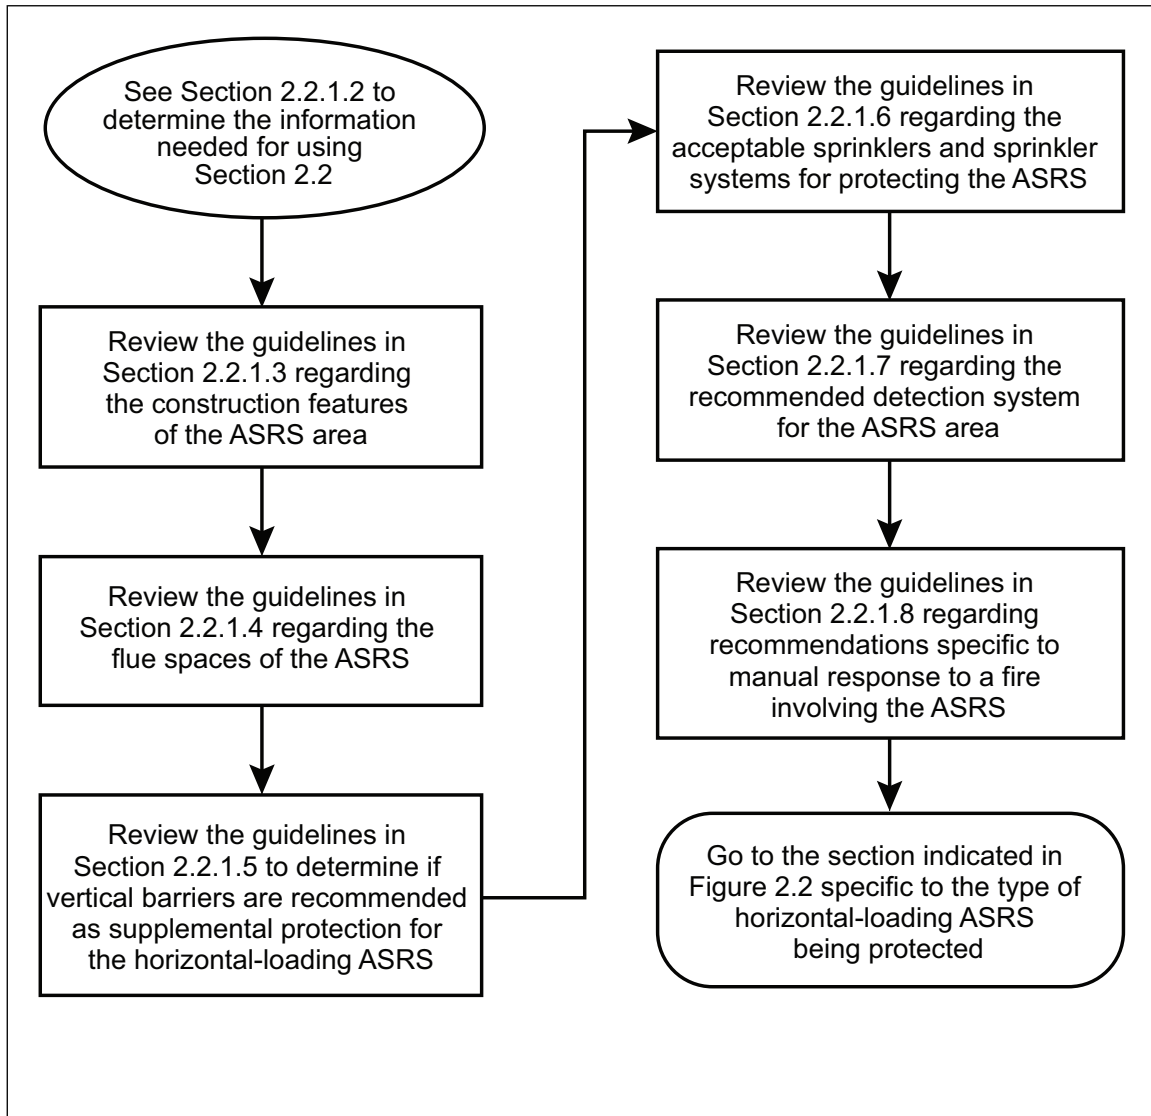 See Section 2.2.1.2 to
determine the information
needed for using
Section 2.2
Review the guidelines in
Section 2.2.1.3 regarding
the construction features
of the ASRS area
Review the guidelines in
Section 2.2.1.4 regarding the
flue spaces of the ASRS
Review the guidelines in
Section 2.2.1.5 to determine if
vertical barriers are recommended
as supplemental protection for
the horizontal-loading ASRS
Review the guidelines in
Section 2.2.1.6 regarding the
acceptable sprinklers and sprinkler
systems for protecting the ASRS
Review the guidelines in
Section 2.2.1.7 regarding the
recommended detection system
for the ASRS area
Review the guidelines in
Section 2.2.1.8 regarding
recommendations specific to
manual response to a fire
involving the ASRS
Go to the section indicated in
Figure 2.2 specific to the type of
horizontal-loading ASRS
being protected